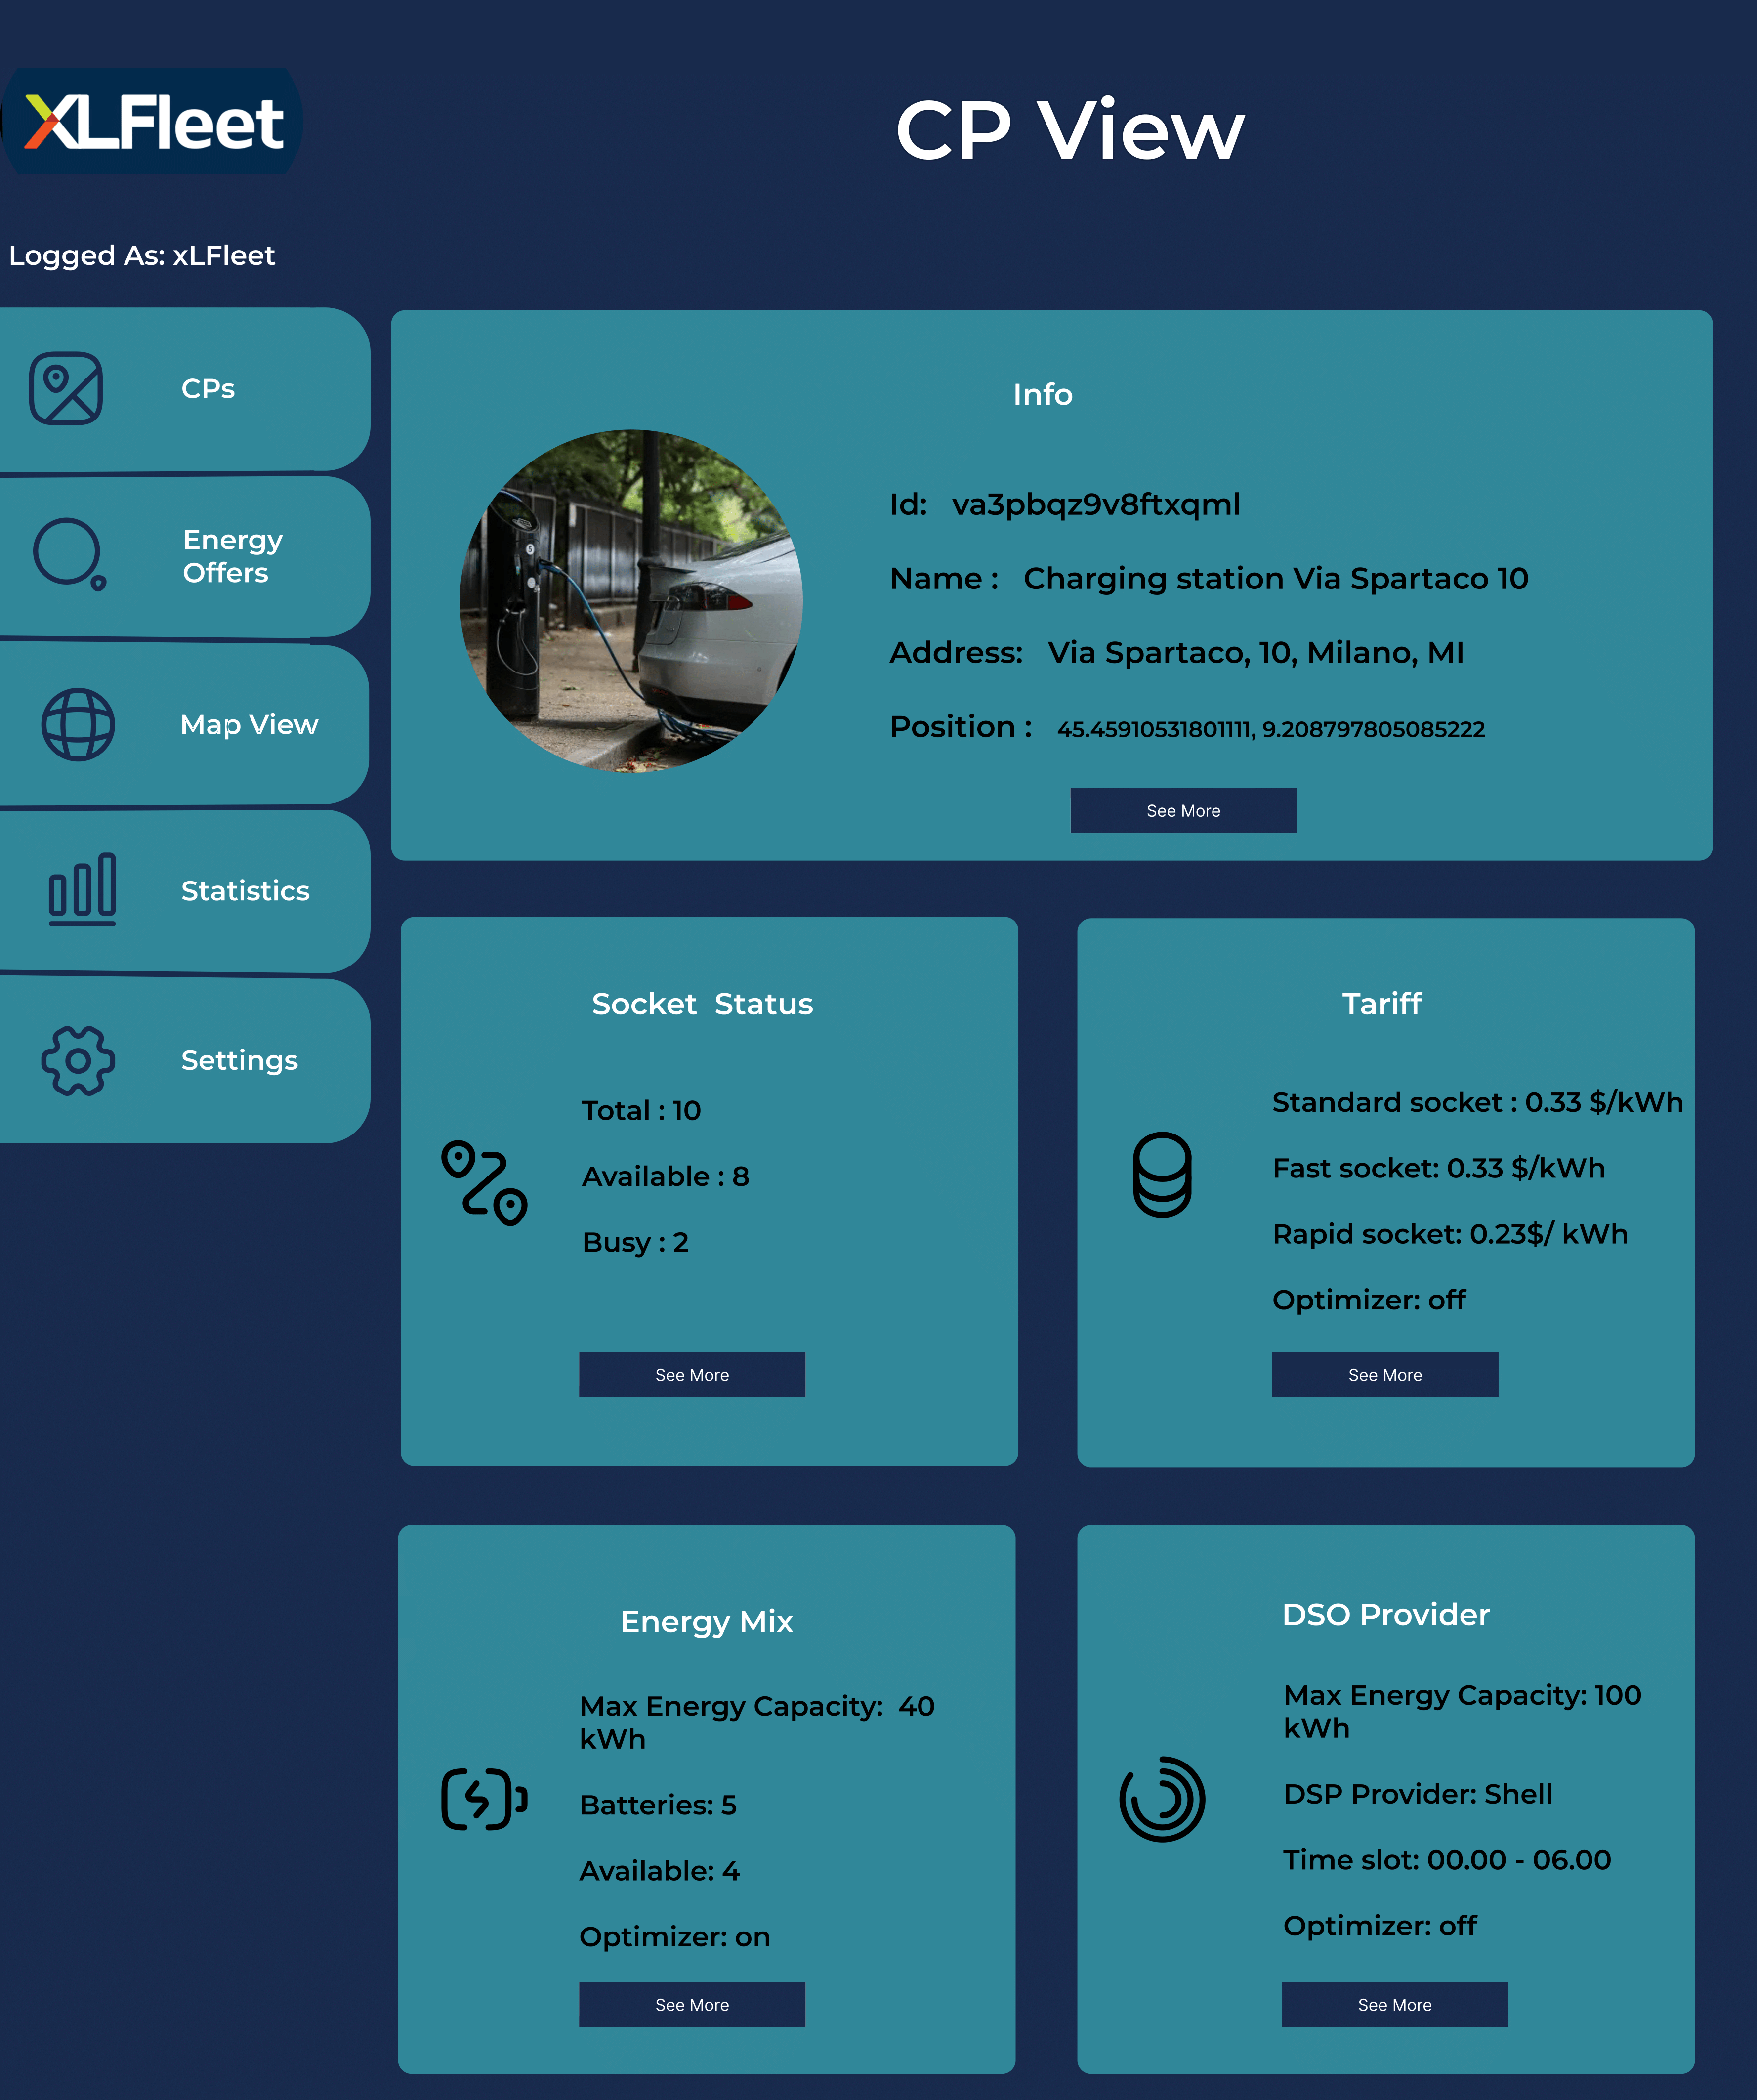 XLFleet
CP View
Logged As: xLFleet
CPs
Energy
Offers
Map View
Statistics
Settings
Info
Id: va3pbqz9v8ftxqml
Name : Charging station Via Spartaco 10
Address: Via Spartaco, 10, Milano, MI
Position : 45.45910531801111, 9.208797805085222
See More
Socket Status
Total : 10
Available : 8
Busy : 2
See More
Tariff
Standard socket : 0.33 $/kWh
Fast socket: 0.33 $/kWh
Rapid socket: 0.23$/ kWh
Optimizer: off
See More
Energy Mix
Max Energy Capacity: 40
kWh
Batteries: 5
Available: 4
Optimizer: on
See More
DSO Provider
Max Energy Capacity: 100
kWh
DSP Provider: Shell
Time slot: 00.00 - 06.00
Optimizer: off
See More